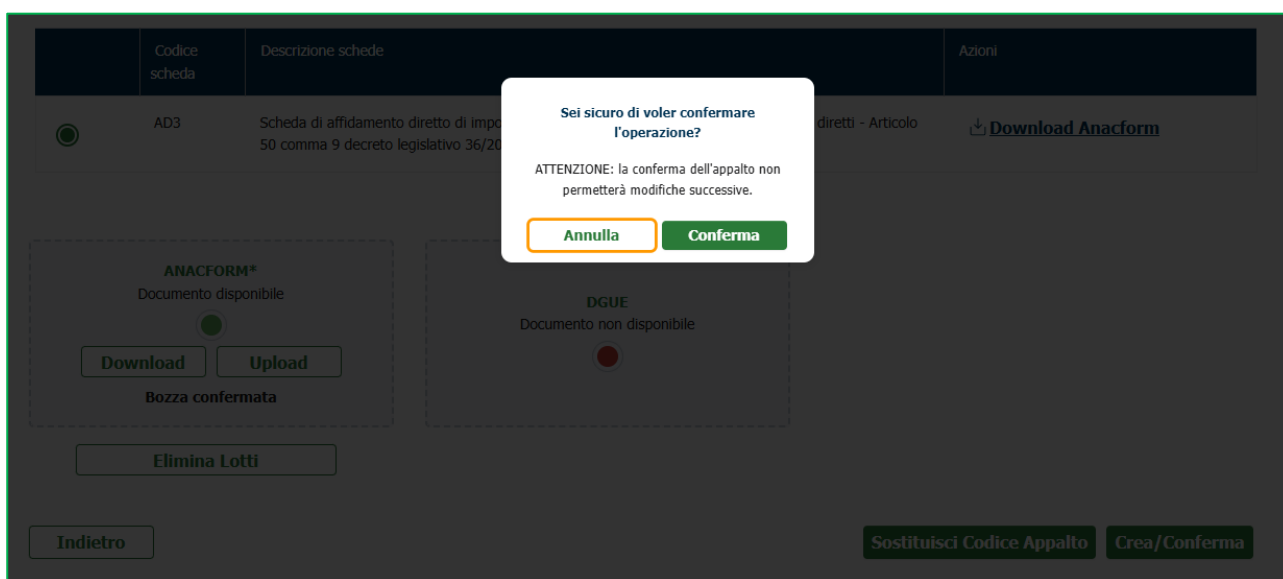 Codice
scheda
Descrizione schede
Azioni
AD3
Scheda di affidamento diretto di impo
50 comma 9 decreto legislativo 36/20
diretti - Articolo
Download Anacform
Sei sicuro di voler confermare
l'operazione?
ATTENZIONE: la conferma dell'appalto non
permetterà modifiche successive.
Annulla
Conferma
ANACFORM*
Documento disponibile
Download
Upload
Bozza confermata
DGUE
Documento non disponibile
Elimina Lotti
Indietro
Sostituisci Codice Appalto
Crea/Conferma